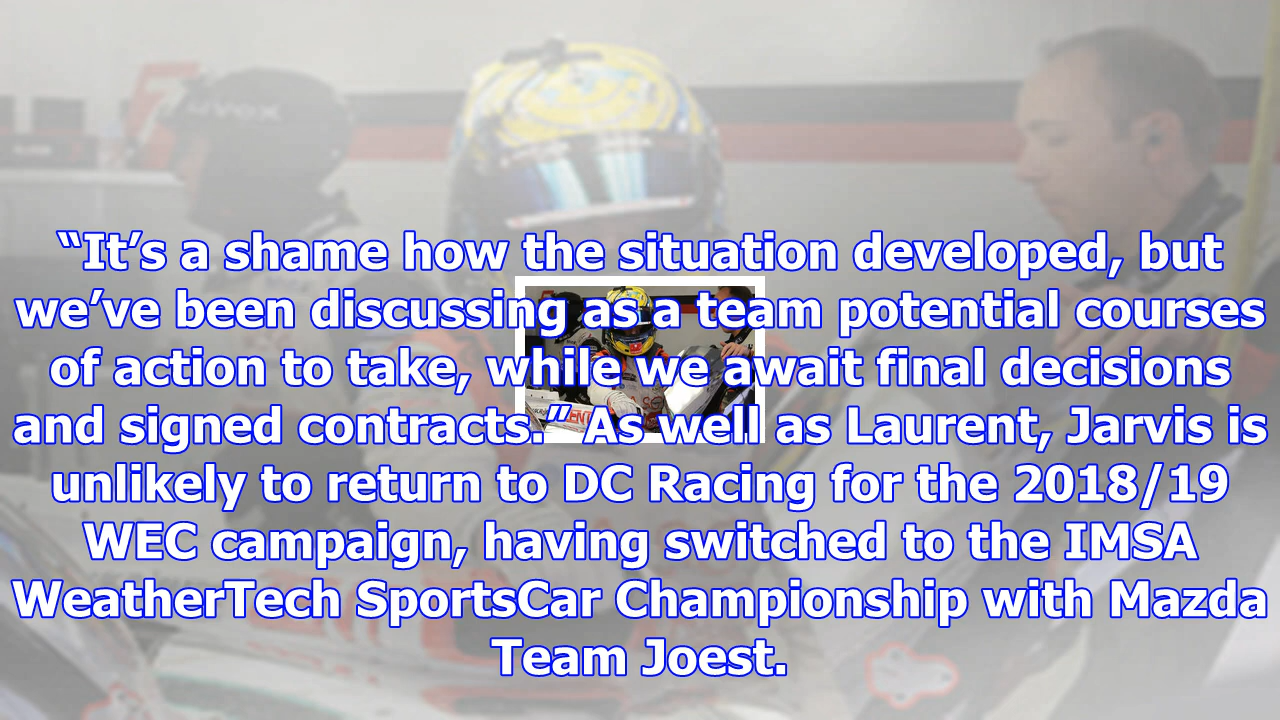 “It’s a shame how the situation developed, but
we’ve been discussing as a team potential courses
of action to take, while we await final decisions
and signed contracts.” As well as Laurent, Jarvis is
unlikely to return to DC Racing for the 2018/19
WEC campaign, having switched to the IMSA
WeatherTech SportsCar Championship with Mazda
Team Joest.
uvex